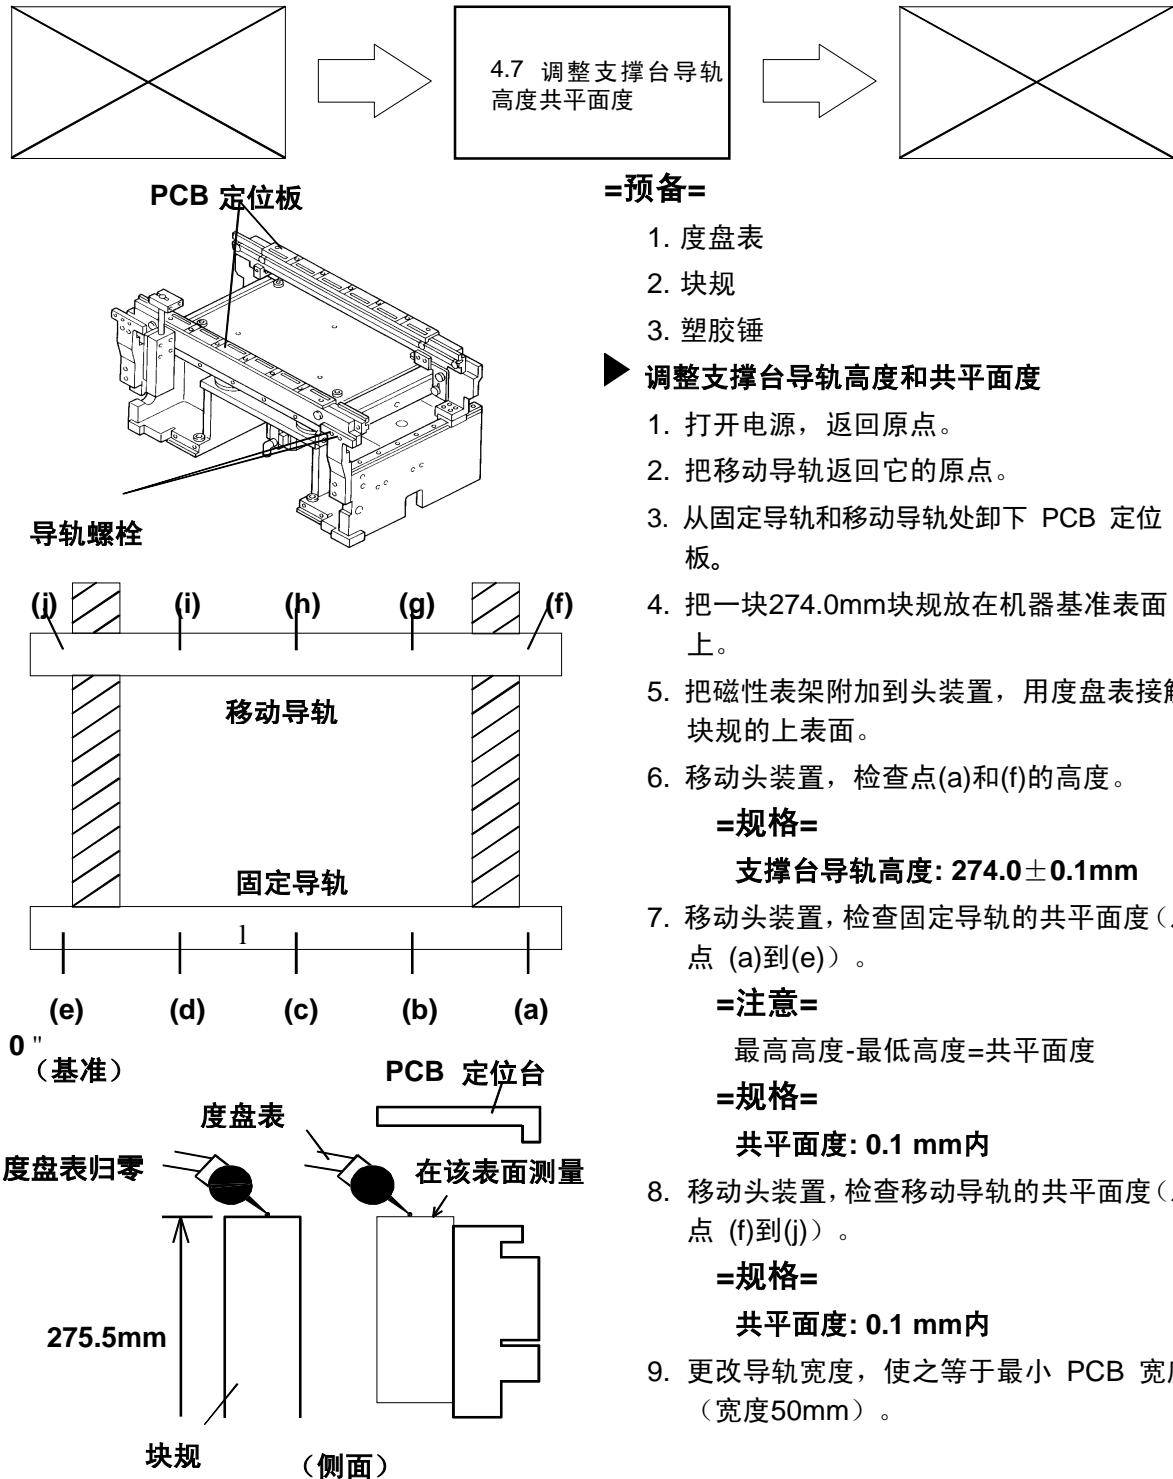 4.7 调整支撑台导轨
高度共平面度
PCB 定位板
导轨螺栓
(j)
(i)
(h)
(g)
(f)
移动导轨
固定导轨
l
(e)
(d)
(c)
(b)
(a)
0 "
（基准）
PCB 定位台
度盘表
度盘表归零
在该表面测量
275.5mm
块规
（侧面）
=预备=
1. 度盘表
2. 块规
3. 塑胶锤
调整支撑台导轨高度和共平面度
1. 打开电源，返回原点。
2. 把移动导轨返回它的原点。
3. 从固定导轨和移动导轨处卸下 PCB 定位
板。
4. 把一块274.0mm块规放在机器基准表面
上。
5. 把磁性表架附加到头装置，用度盘表接
块规的上表面。
6. 移动头装置，检查点(a)和(f)的高度。
=规格=
支撑台导轨高度: 274.0±0.1mm
7. 移动头装置，检查固定导轨的共平面度（
点 (a)到(e)）。
=注意=
最高高度-最低高度=共平面度
=规格=
共平面度: 0.1 mm内
8. 移动头装置，检查移动导轨的共平面度（
点 (f)到(j)）。
=规格=
共平面度: 0.1 mm内
9. 更改导轨宽度，使之等于最小 PCB 宽
（宽度50mm）。